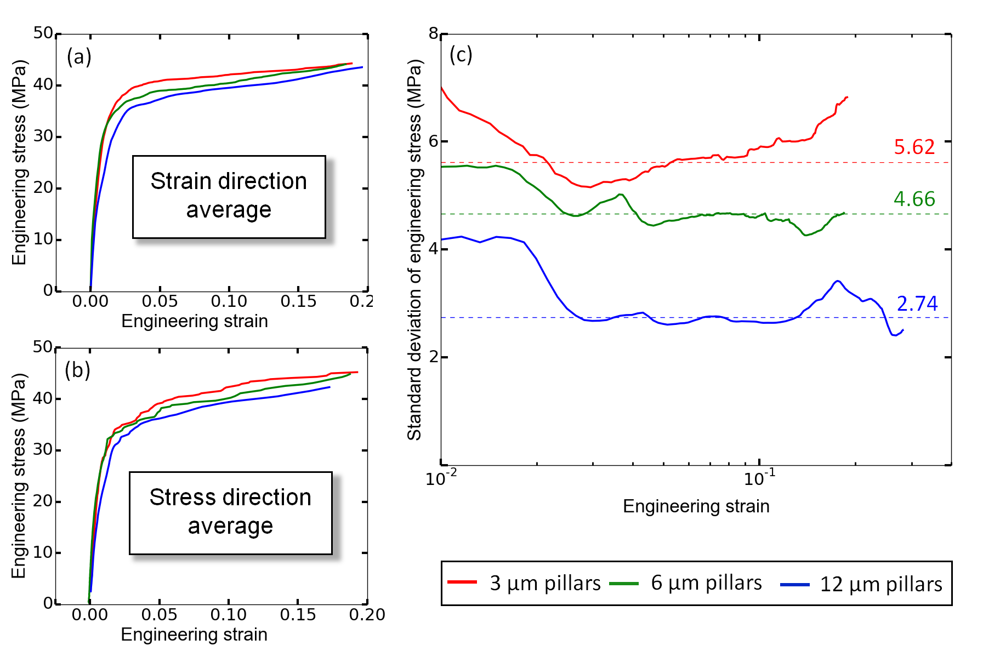 (a)
50
40
30
20
10
0
Engineering stress (MPa)
Strain direction
average
0.00 0.05 0.10 0.15 0.2
Engineering strain
(b)
50
40
30
20
10
0
Engineering stress (MPa)
Stress direction
average
0.00 0.05 0.10 0.15 0.20
Engineering strain
(c)
8
6
4
2
Standard deviation of engineering stress (MPa)
5.62
4.66
2.74
10⁻² 10⁻¹
Engineering strain
3 µm pillars 6 µm pillars 12 µm pillars